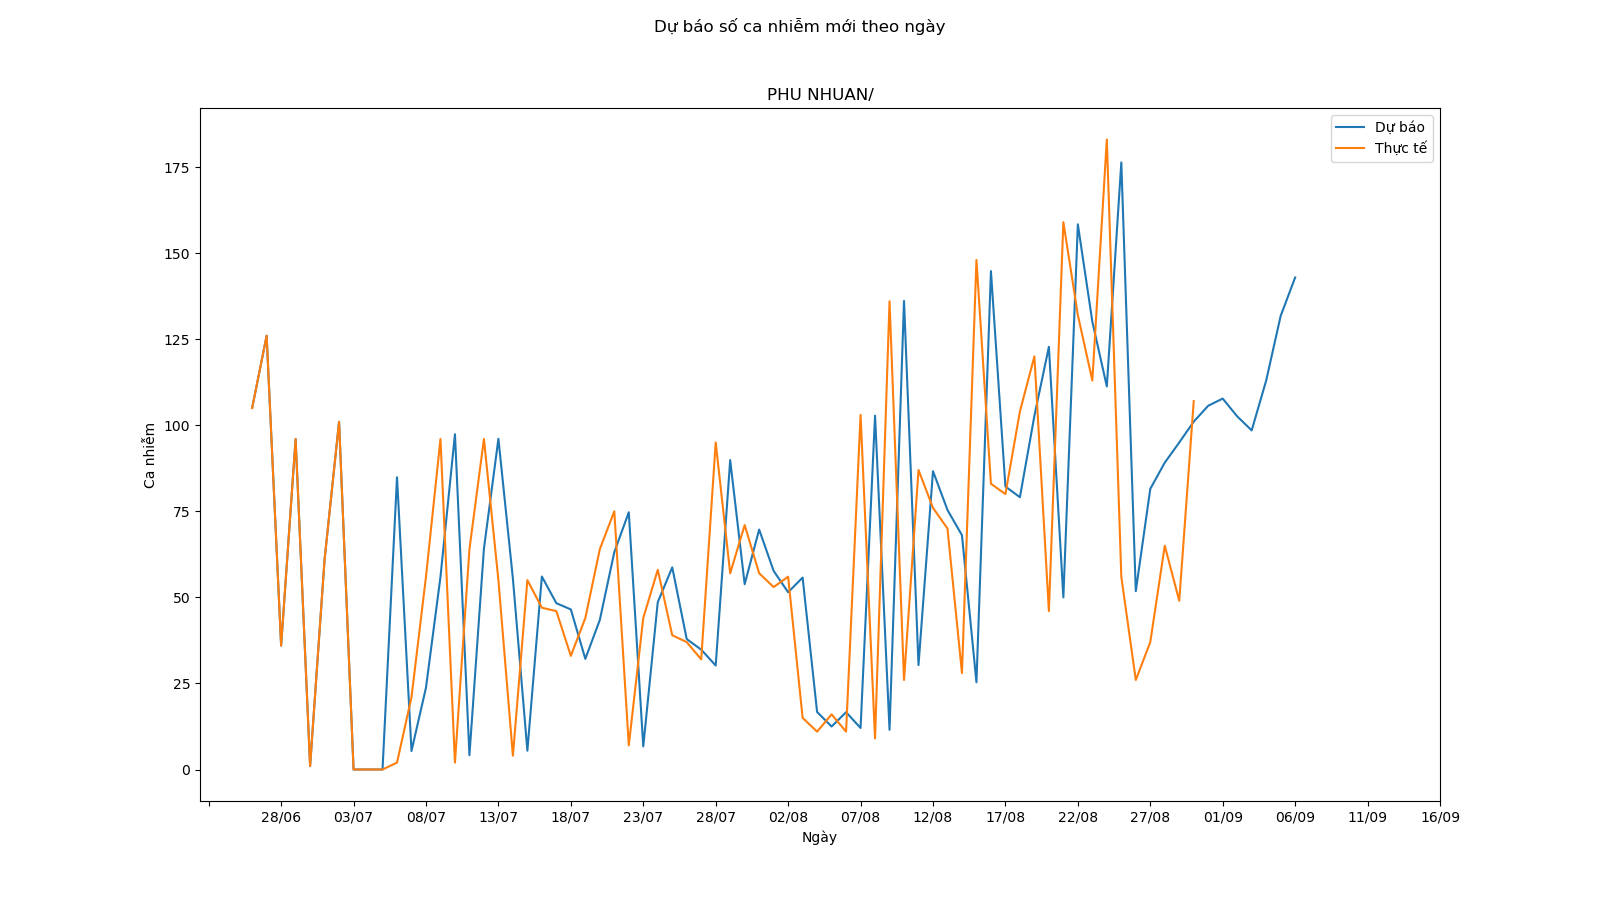 Dự báo số ca nhiễm mới theo ngày
PHU NHUAN/
Dự báo
Thực tế
175
150
125
100
75
50
25
0
Ca nhiễm
28/06 03/07 08/07 13/07 18/07 23/07 28/07 02/08 07/08 12/08 17/08 22/08 27/08 01/09 06/09 11/09 16/09
Ngày